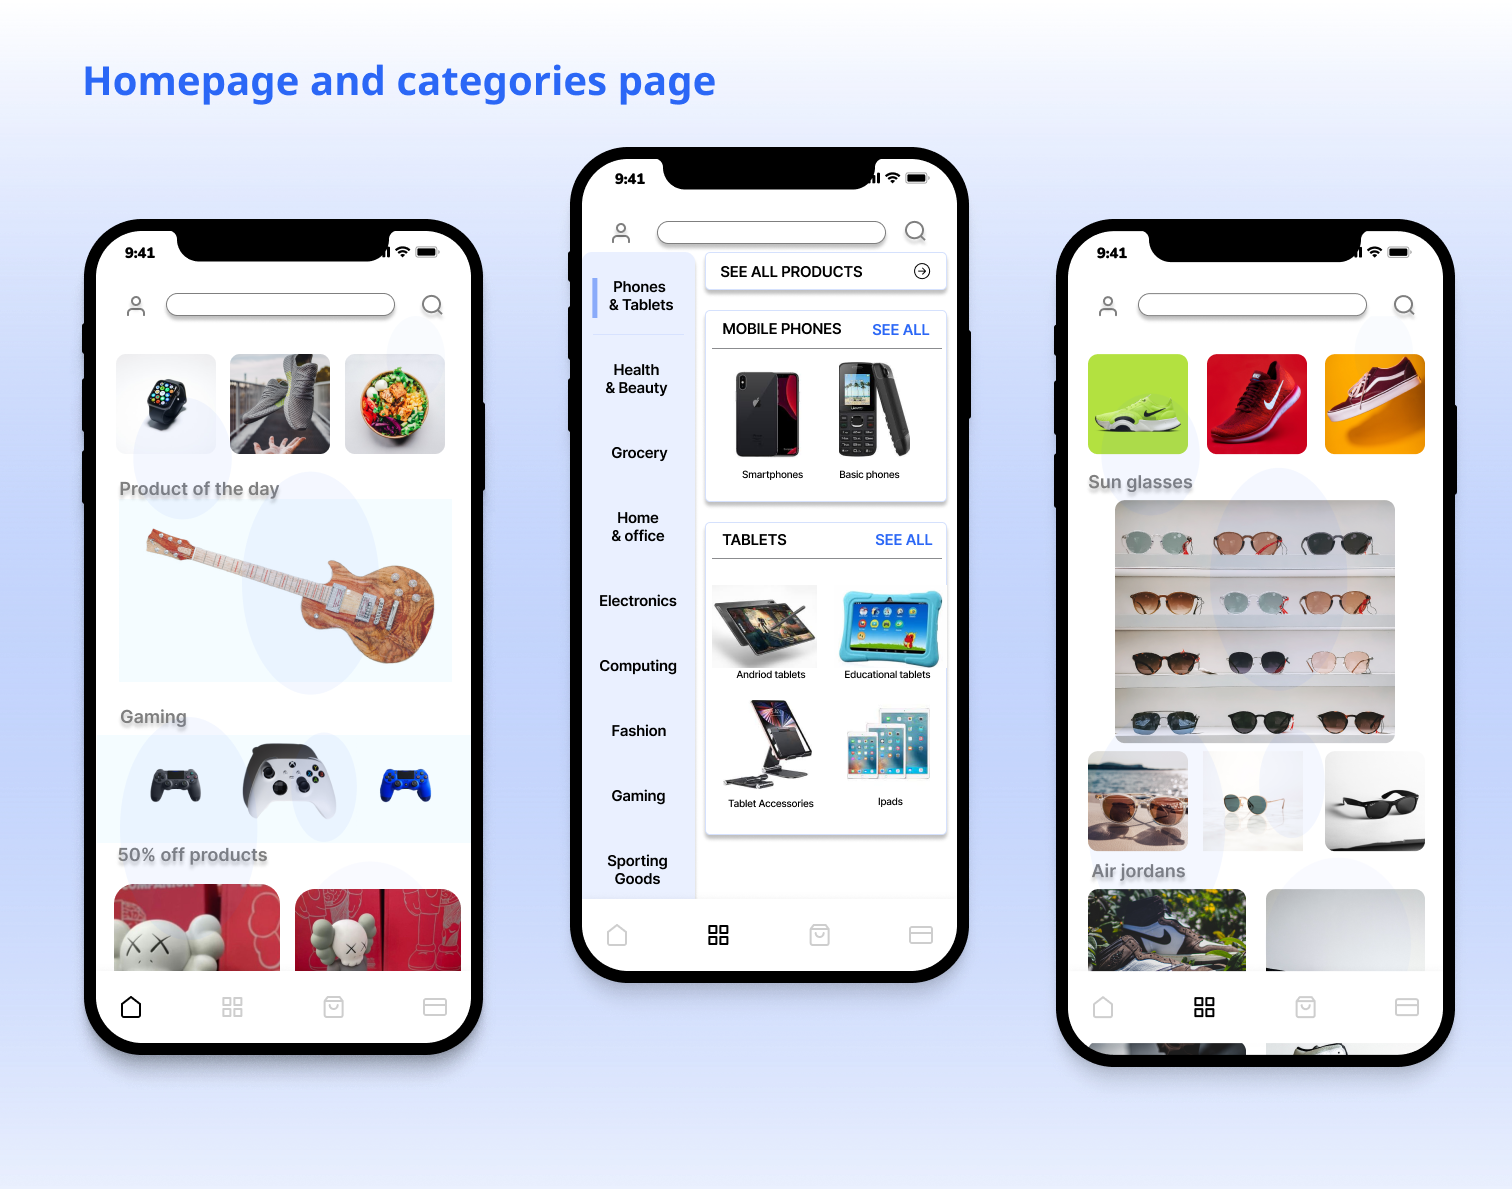 Homepage and categories page
9:41
Product of the day
Gaming
50% off products
9:41
Phones
& Tablets
Health
& Beauty
Grocery
Home
& office
Electronics
Computing
Fashion
Gaming
Sporting
Goods
SEE ALL PRODUCTS
MOBILE PHONES
SEE ALL
Smartphones
Basic phones
TABLETS
SEE ALL
Andriod tablets
Educational tablets
Tablet Accessories
Ipads
9:41
Sun glasses
Air jordans